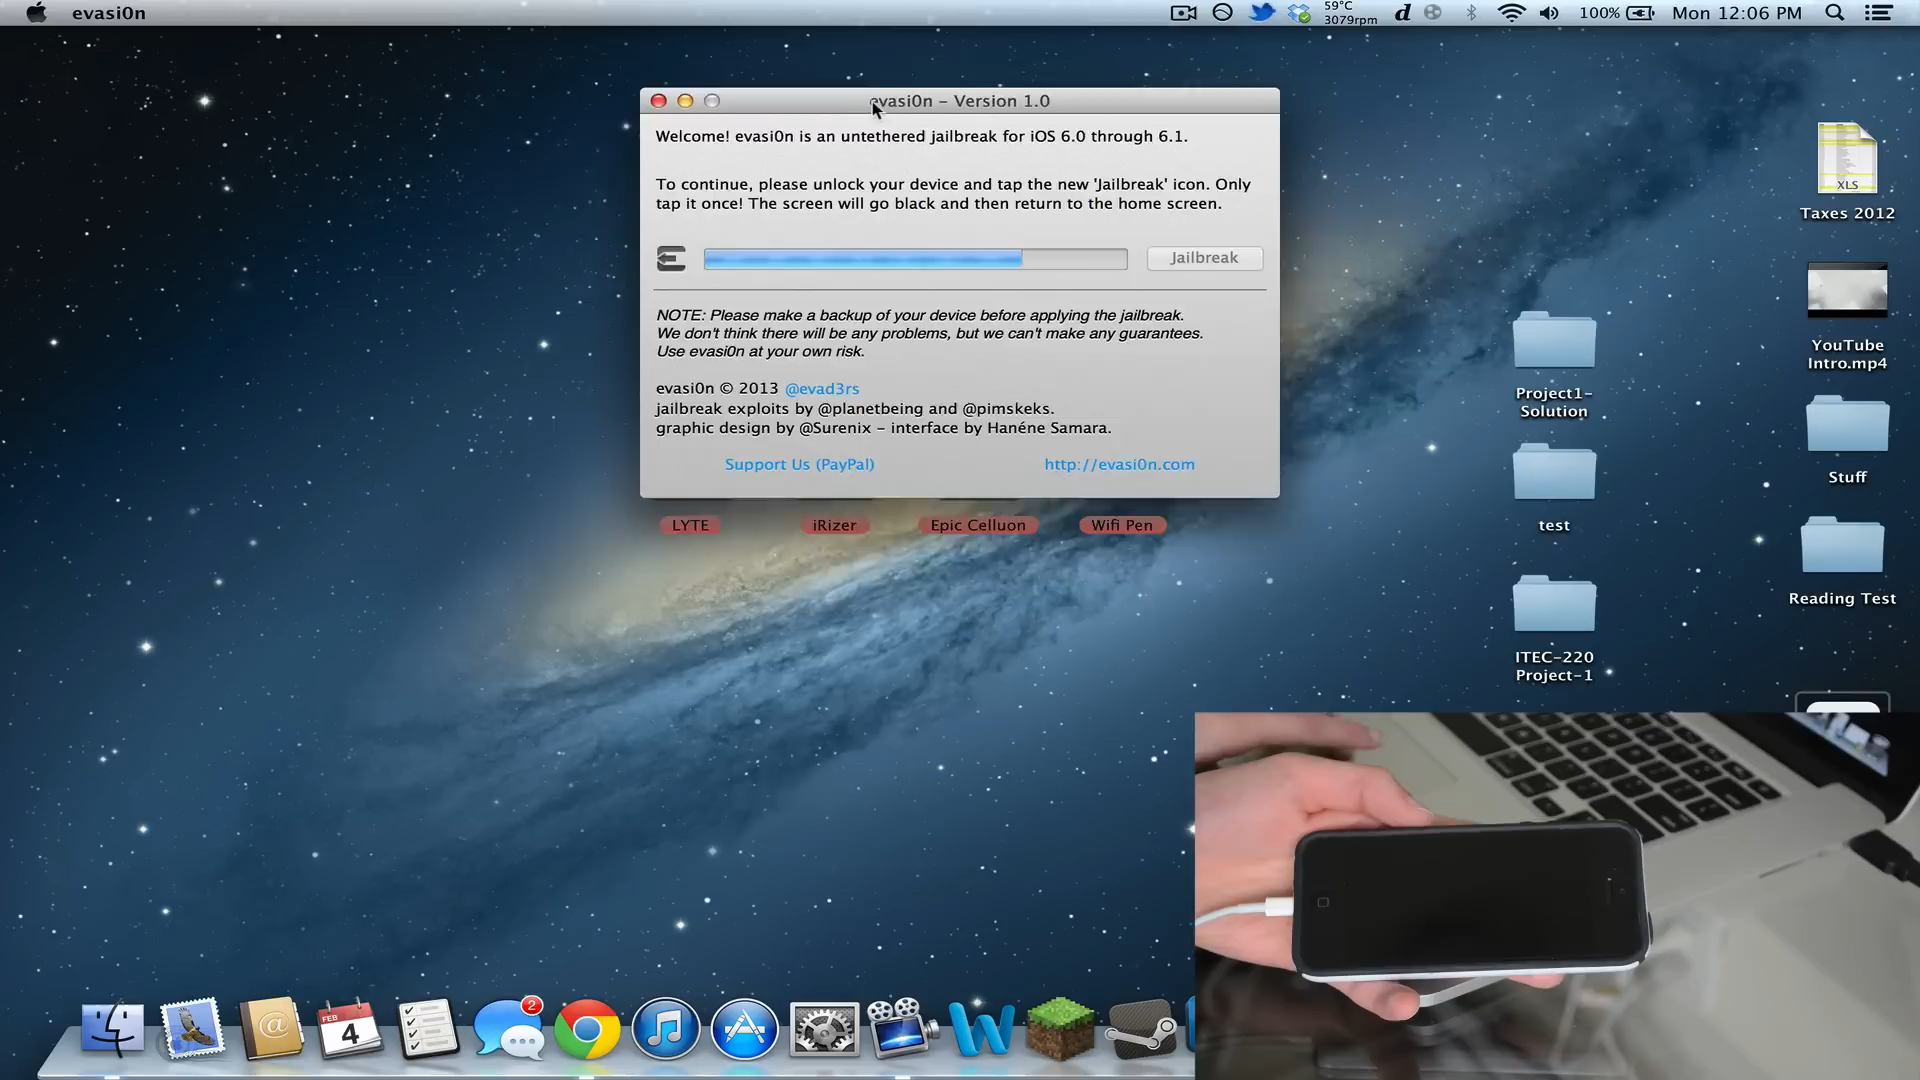 evasi0n
59°C
3079rpm
100%
Mon 12:06 PM
evasi0n – Version 1.0
Welcome! evasi0n is an untethered jailbreak for iOS 6.0 through 6.1.
To continue, please unlock your device and tap the new 'Jailbreak' icon. Only
tap it once! The screen will go black and then return to the home screen.
Jailbreak
NOTE: Please make a backup of your device before applying the jailbreak.
We don't think there will be any problems, but we can't make any guarantees.
Use evasi0n at your own risk.
evasi0n © 2013 @evad3rs
jailbreak exploits by @planetbeing and @pimskeks.
graphic design by @Surenix – interface by Hanéne Samara.
Support Us (PayPal)
http://evasi0n.com
LYTE
iRizer
Epic Celluon
Wifi Pen
XLS
Taxes 2012
YouTube
Intro.mp4
Project1-
Solution
Stuff
test
Reading Test
ITEC-220
Project-1
2
FEB
4